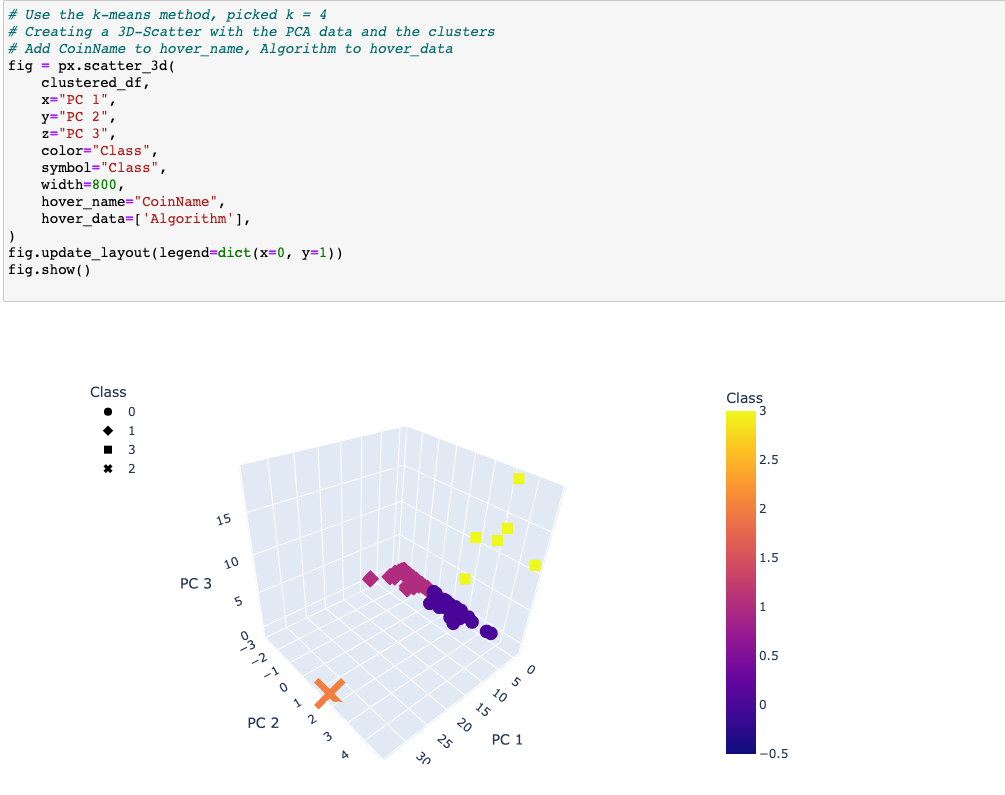 # Use the k-means method, picked k = 4
# Creating a 3D-Scatter with the PCA data and the clusters
# Add CoinName to hover_name, Algorithm to hover_data
fig = px.scatter_3d(
    clustered_df,
    x="PC 1",
    y="PC 2",
    z="PC 3",
    color="Class",
    symbol="Class",
    width=800,
    hover_name="CoinName",
    hover_data=['Algorithm'],
)
fig.update_layout(legend=dict(x=0, y=1))
fig.show()
Class
0
1
3
2
15
10
5
0
PC 3
−3
−2
−1
0
1
2
3
4
PC 2
0
5
10
15
20
25
30
PC 1
Class
3
2.5
2
1.5
1
0.5
0
−0.5